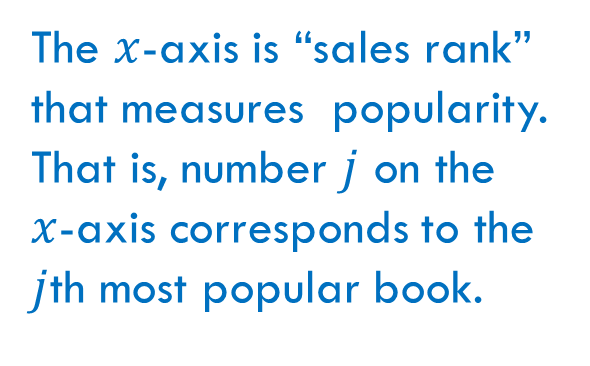 The x-axis is “sales rank”
that measures  popularity.
That is, number j on the
x-axis corresponds to the
jth most popular book.